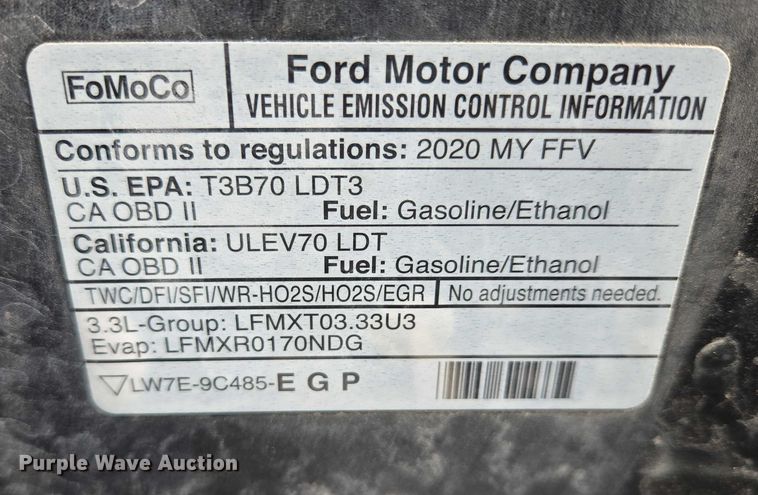 FoMoCo
Ford Motor Company
VEHICLE EMISSION CONTROL INFORMATION
Conforms to regulations: 2020 MY FFV
U.S. EPA: T3B70 LDT3
CA OBD II Fuel: Gasoline/Ethanol
California: ULEV70 LDT
CA OBD II Fuel: Gasoline/Ethanol
TWC/DFI/SFI/WR-HO2S/HO2S/EGR No adjustments needed.
3.3L-Group: LFMXT03.33U3
Evap: LFMXR0170NDG
LW7E-9C485-E G P
Purple Wave Auction